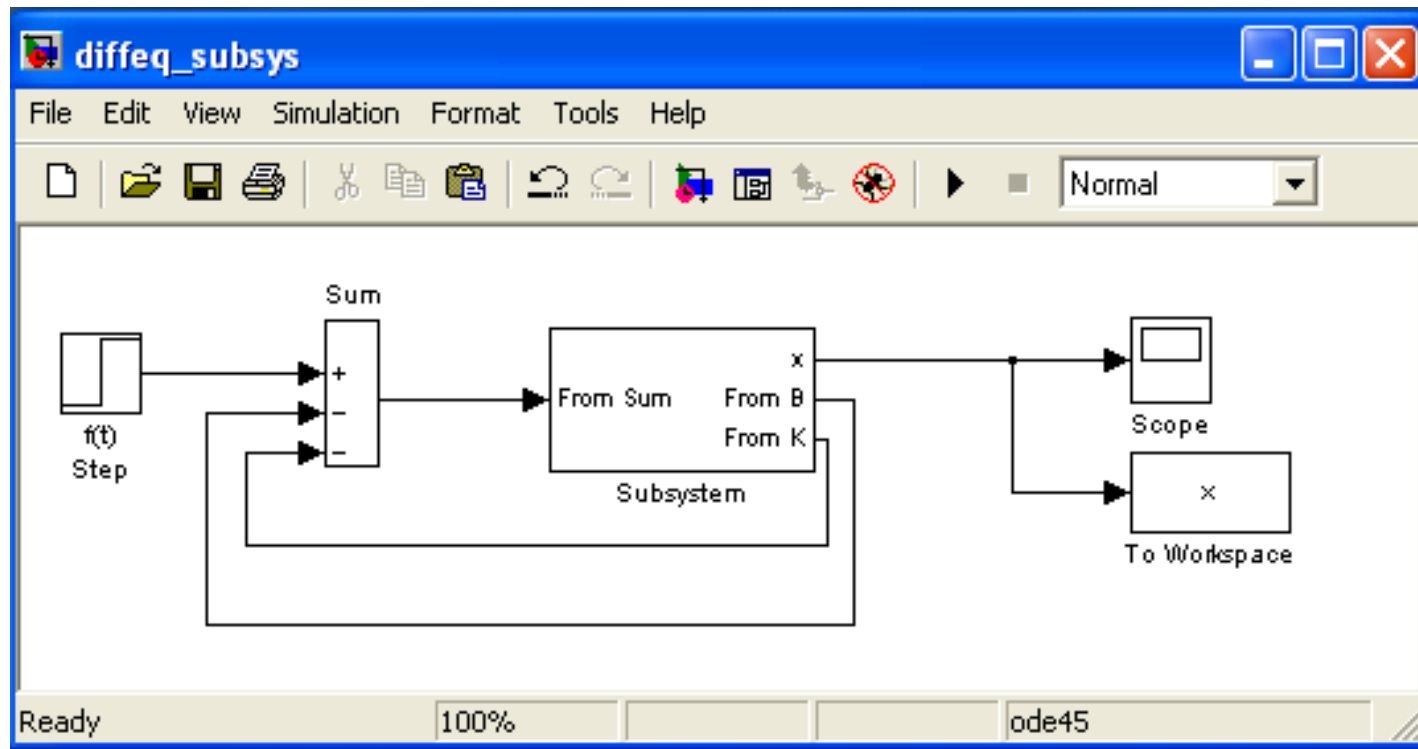 diffeq_subsys
File Edit View Simulation Format Tools Help
Normal
Sum
+
−
−
f(t)
Step
From Sum
x
From B
From K
Subsystem
Scope
x
To Workspace
Ready 100% ode45